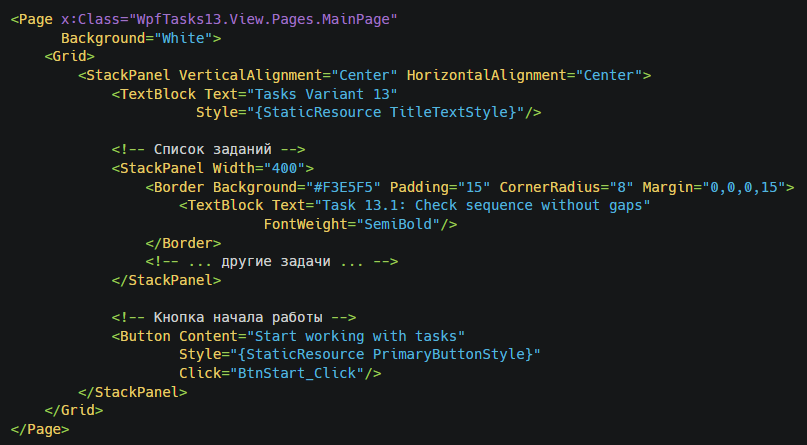 <Page x:Class="WpfTasks13.View.Pages.MainPage"
      Background="White">
    <Grid>
        <StackPanel VerticalAlignment="Center" HorizontalAlignment="Center">
            <TextBlock Text="Tasks Variant 13"
                      Style="{StaticResource TitleTextStyle}"/>

            <!-- Список заданий -->
            <StackPanel Width="400">
                <Border Background="#F3E5F5" Padding="15" CornerRadius="8" Margin="0,0,0,15">
                    <TextBlock Text="Task 13.1: Check sequence without gaps"
                              FontWeight="SemiBold"/>
                </Border>
                <!-- ... другие задачи ... -->
            </StackPanel>

            <!-- Кнопка начала работы -->
            <Button Content="Start working with tasks"
                    Style="{StaticResource PrimaryButtonStyle}"
                    Click="BtnStart_Click"/>
        </StackPanel>
    </Grid>
</Page>